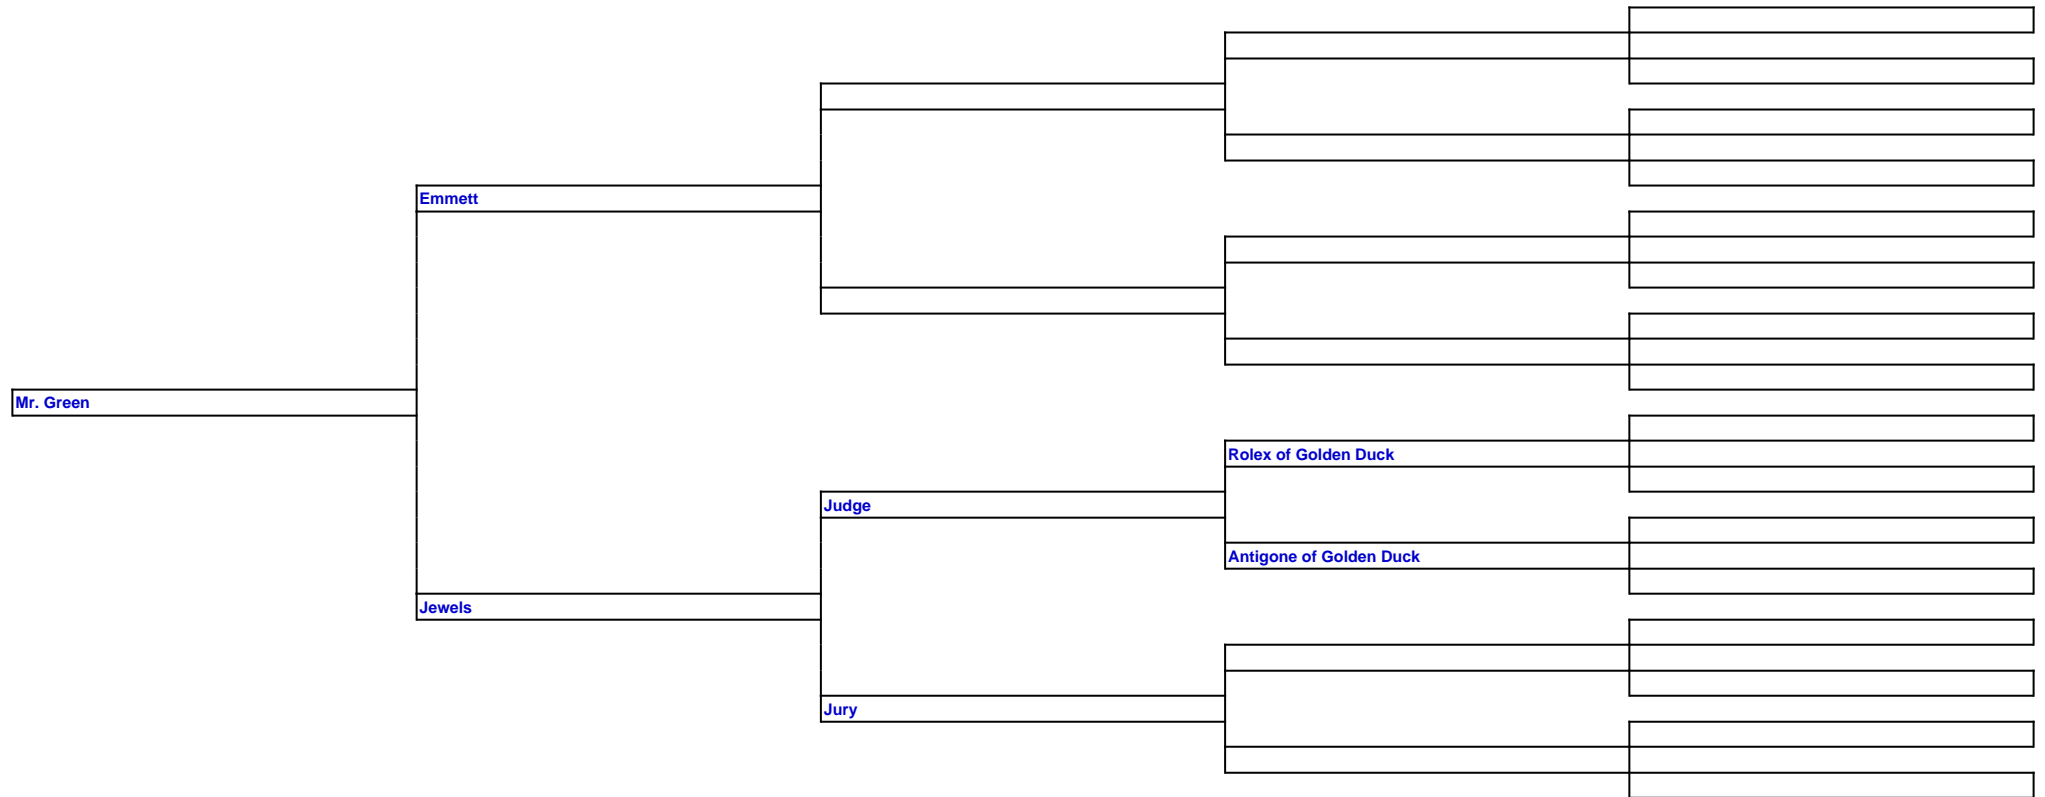 Emmett
Mr. Green
Rolex of Golden Duck
Judge
Antigone of Golden Duck
Jewels
Jury